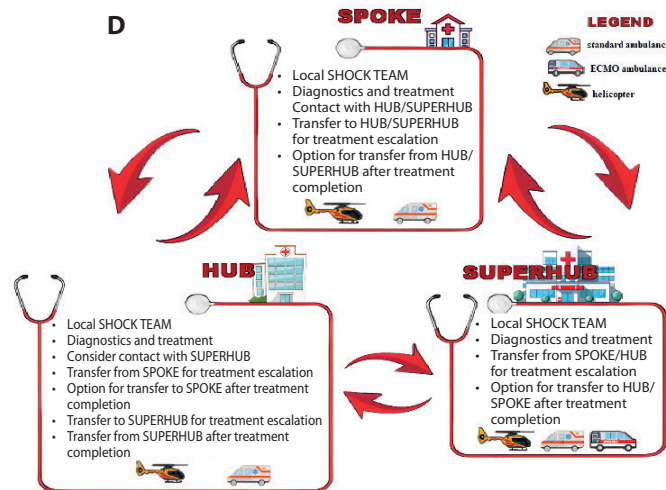 D
SPOKE
LEGEND
standard ambulance
ECMO ambulance
helicopter
• Local SHOCK TEAM
• Diagnostics and treatment
Contact with HUB/SUPERHUB
• Transfer to HUB/SUPERHUB
for treatment escalation
• Option for transfer from HUB/
SUPERHUB after treatment
completion
HUB
• Local SHOCK TEAM
• Diagnostics and treatment
• Consider contact with SUPERHUB
• Transfer from SPOKE for treatment escalation
• Option for transfer to SPOKE after treatment
completion
• Transfer to SUPERHUB for treatment escalation
• Transfer from SUPERHUB after treatment
completion
SUPERHUB
• Local SHOCK TEAM
• Diagnostics and treatment
• Transfer from SPOKE/HUB
for treatment escalation
• Option for transfer to HUB/
SPOKE after treatment
completion